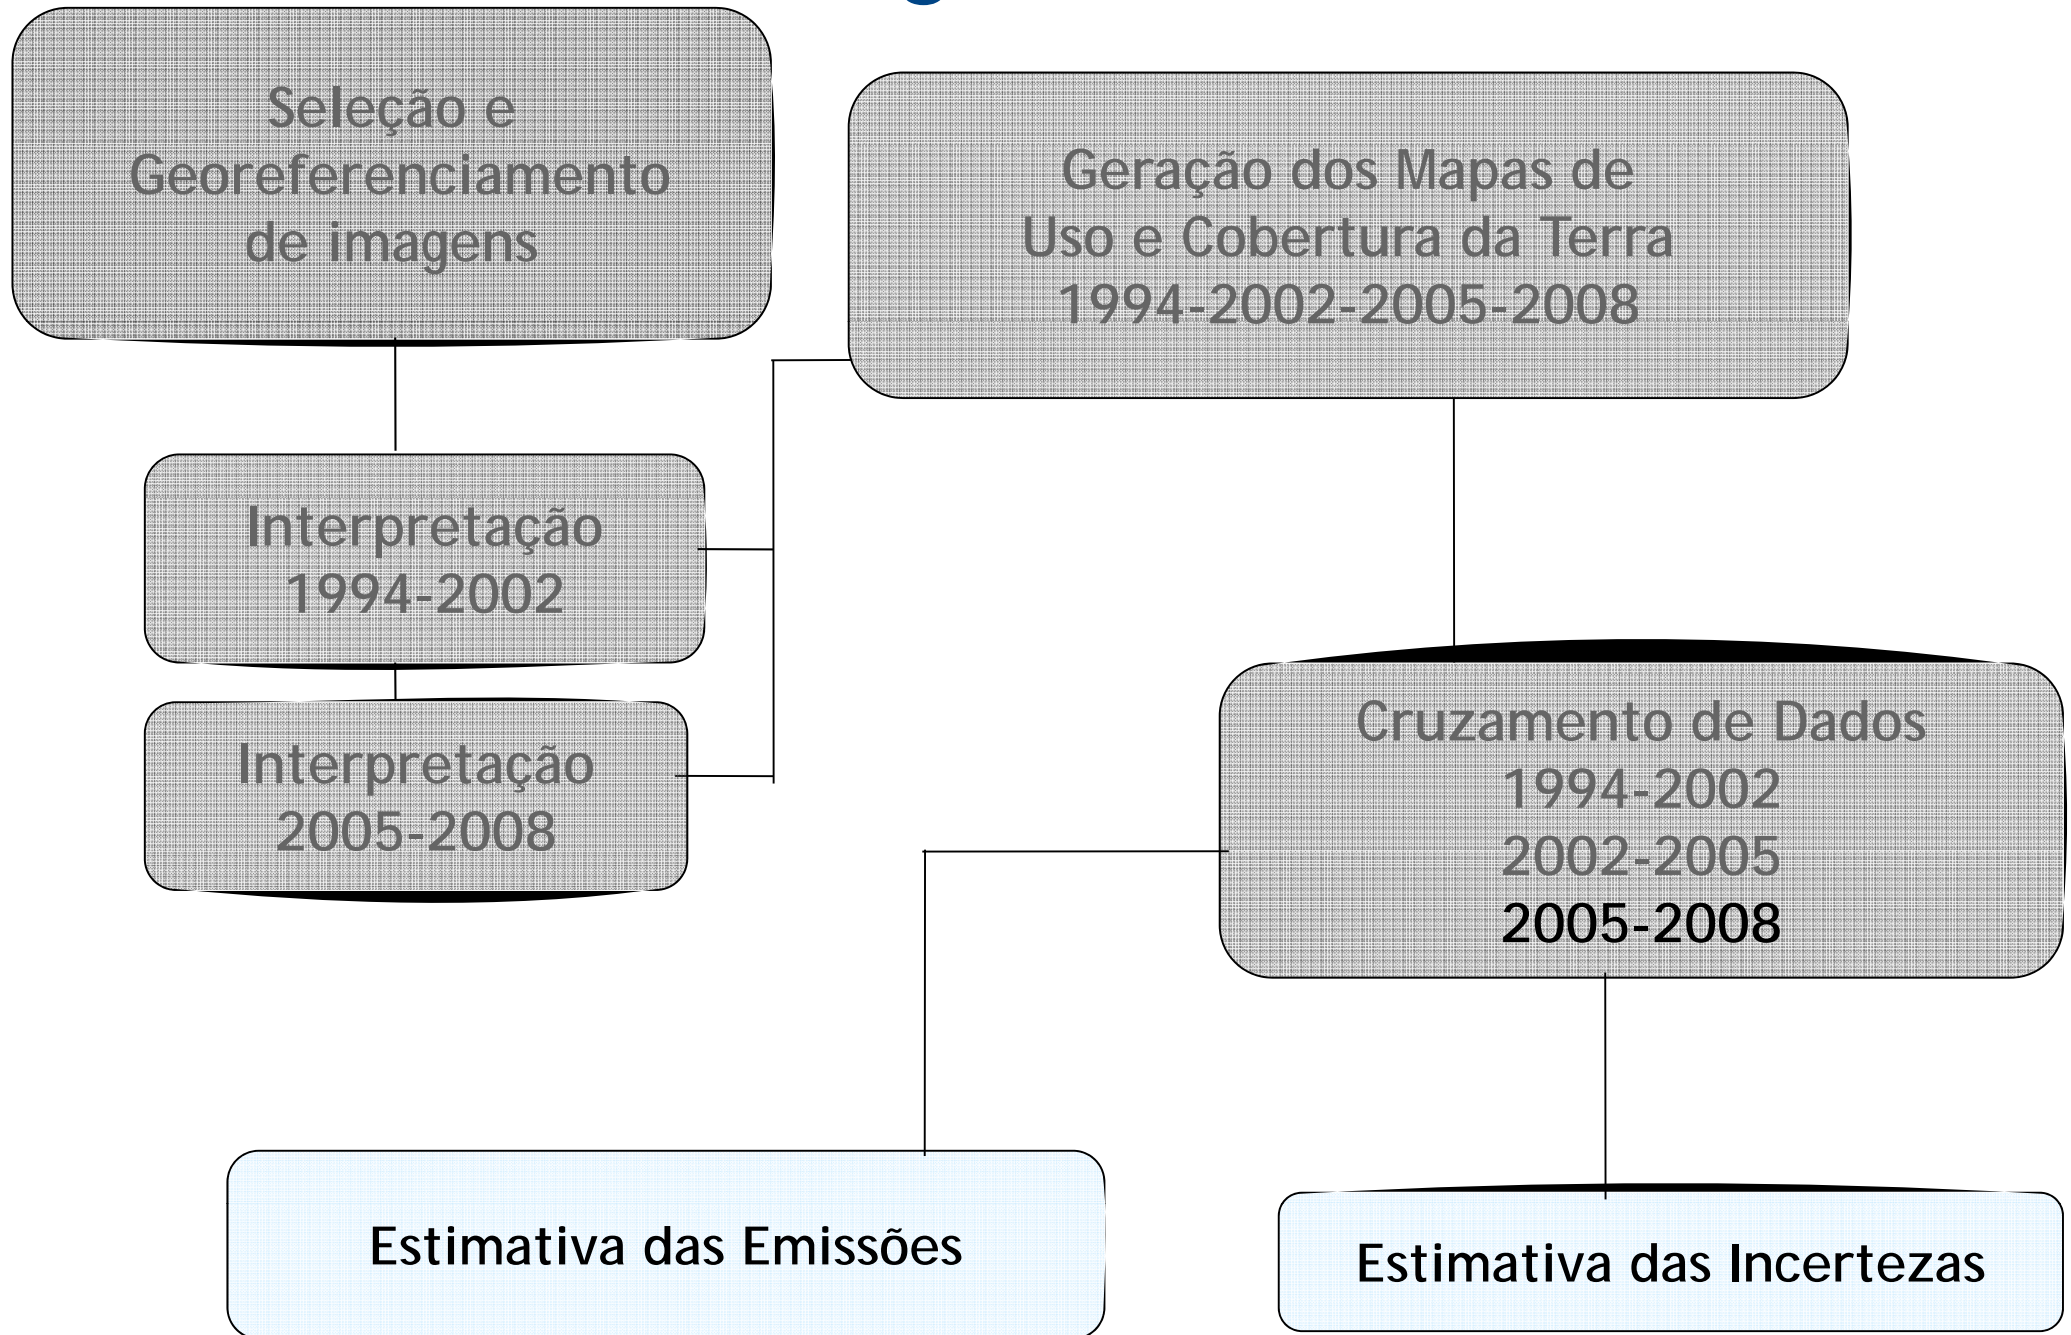 Seleção e
Georeferenciamento
de imagens
Geração dos Mapas de
Uso e Cobertura da Terra
1994-2002-2005-2008
Interpretação
1994-2002
Interpretação
2005-2008
Cruzamento de Dados
1994-2002
2002-2005
2005-2008
Estimativa das Emissões
Estimativa das Incertezas